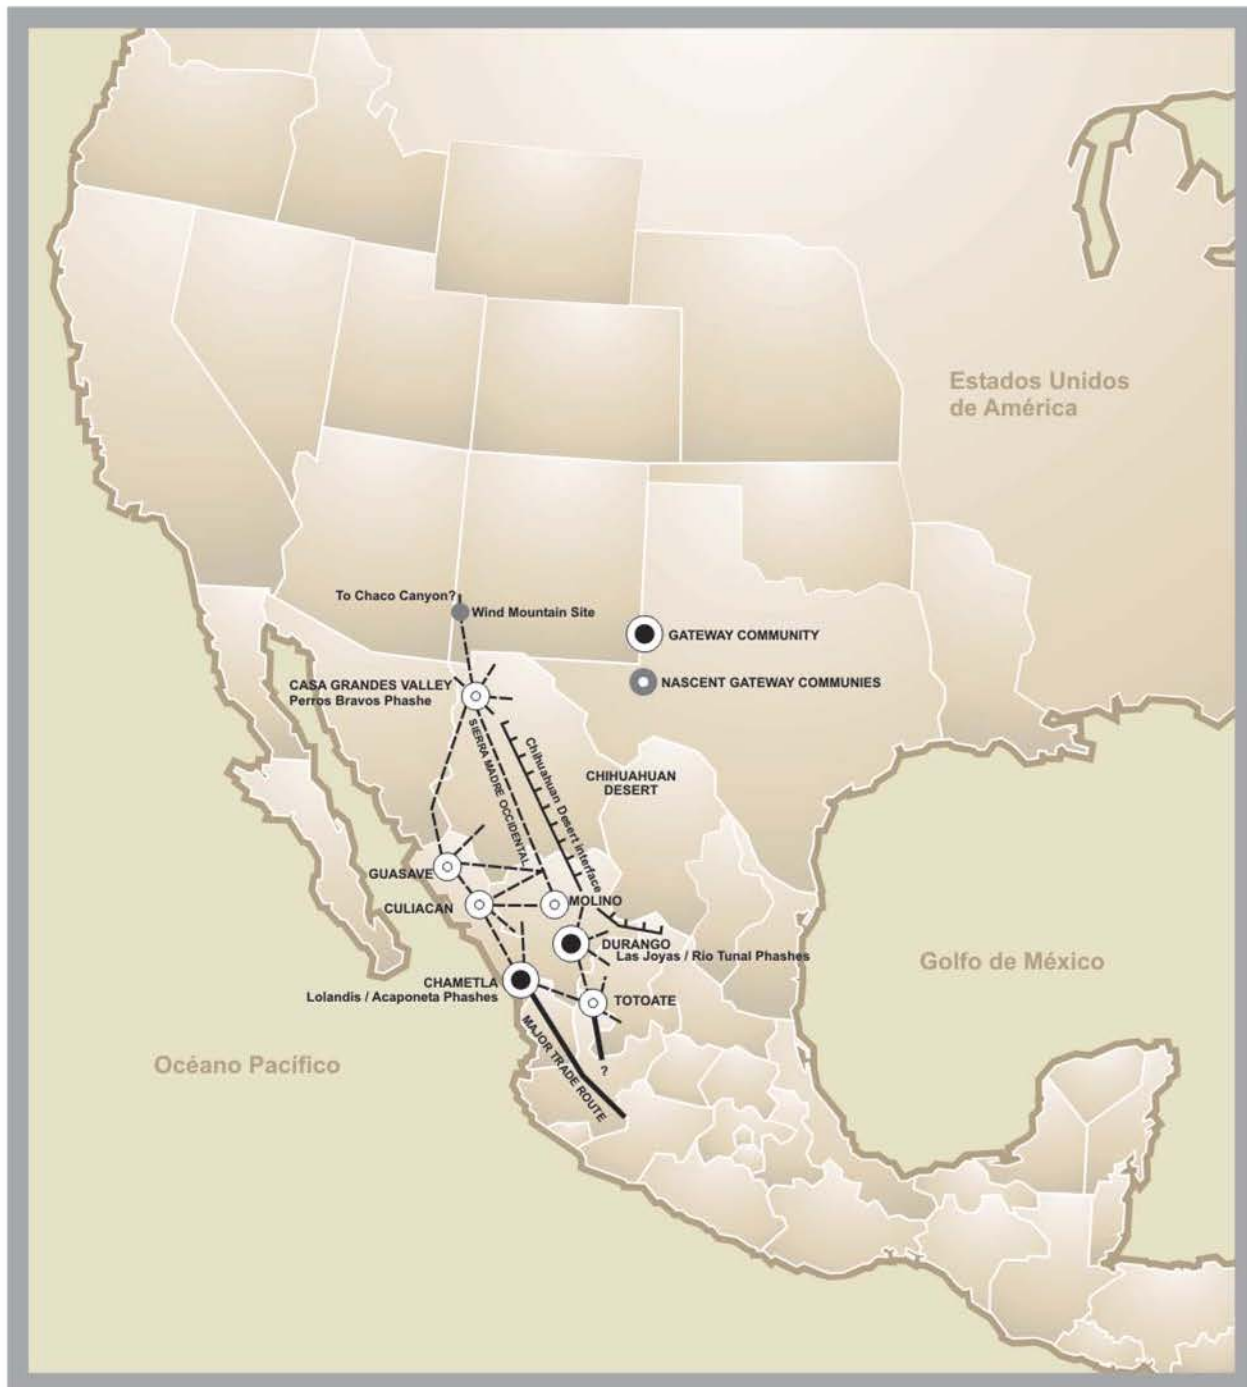 Estados Unidos
de América
To Chaco Canyon?
Wind Mountain Site
GATEWAY COMMUNITY
NASCENT GATEWAY COMMUNIES
CASA GRANDES VALLEY
Perros Bravos Phashe
SIERRA MADRE OCCIDENTAL
Chihuahuan Desert interface
CHIHUAHUAN
DESERT
GUASAVE
CULIACAN
MOLINO
DURANGO
Las Joyas / Rio Tunal Phashes
CHAMETLA
Lolandis / Acaponeta Phashes
TOTOATE
Golfo de México
MAJOR TRADE ROUTE
?
Océano Pacífico